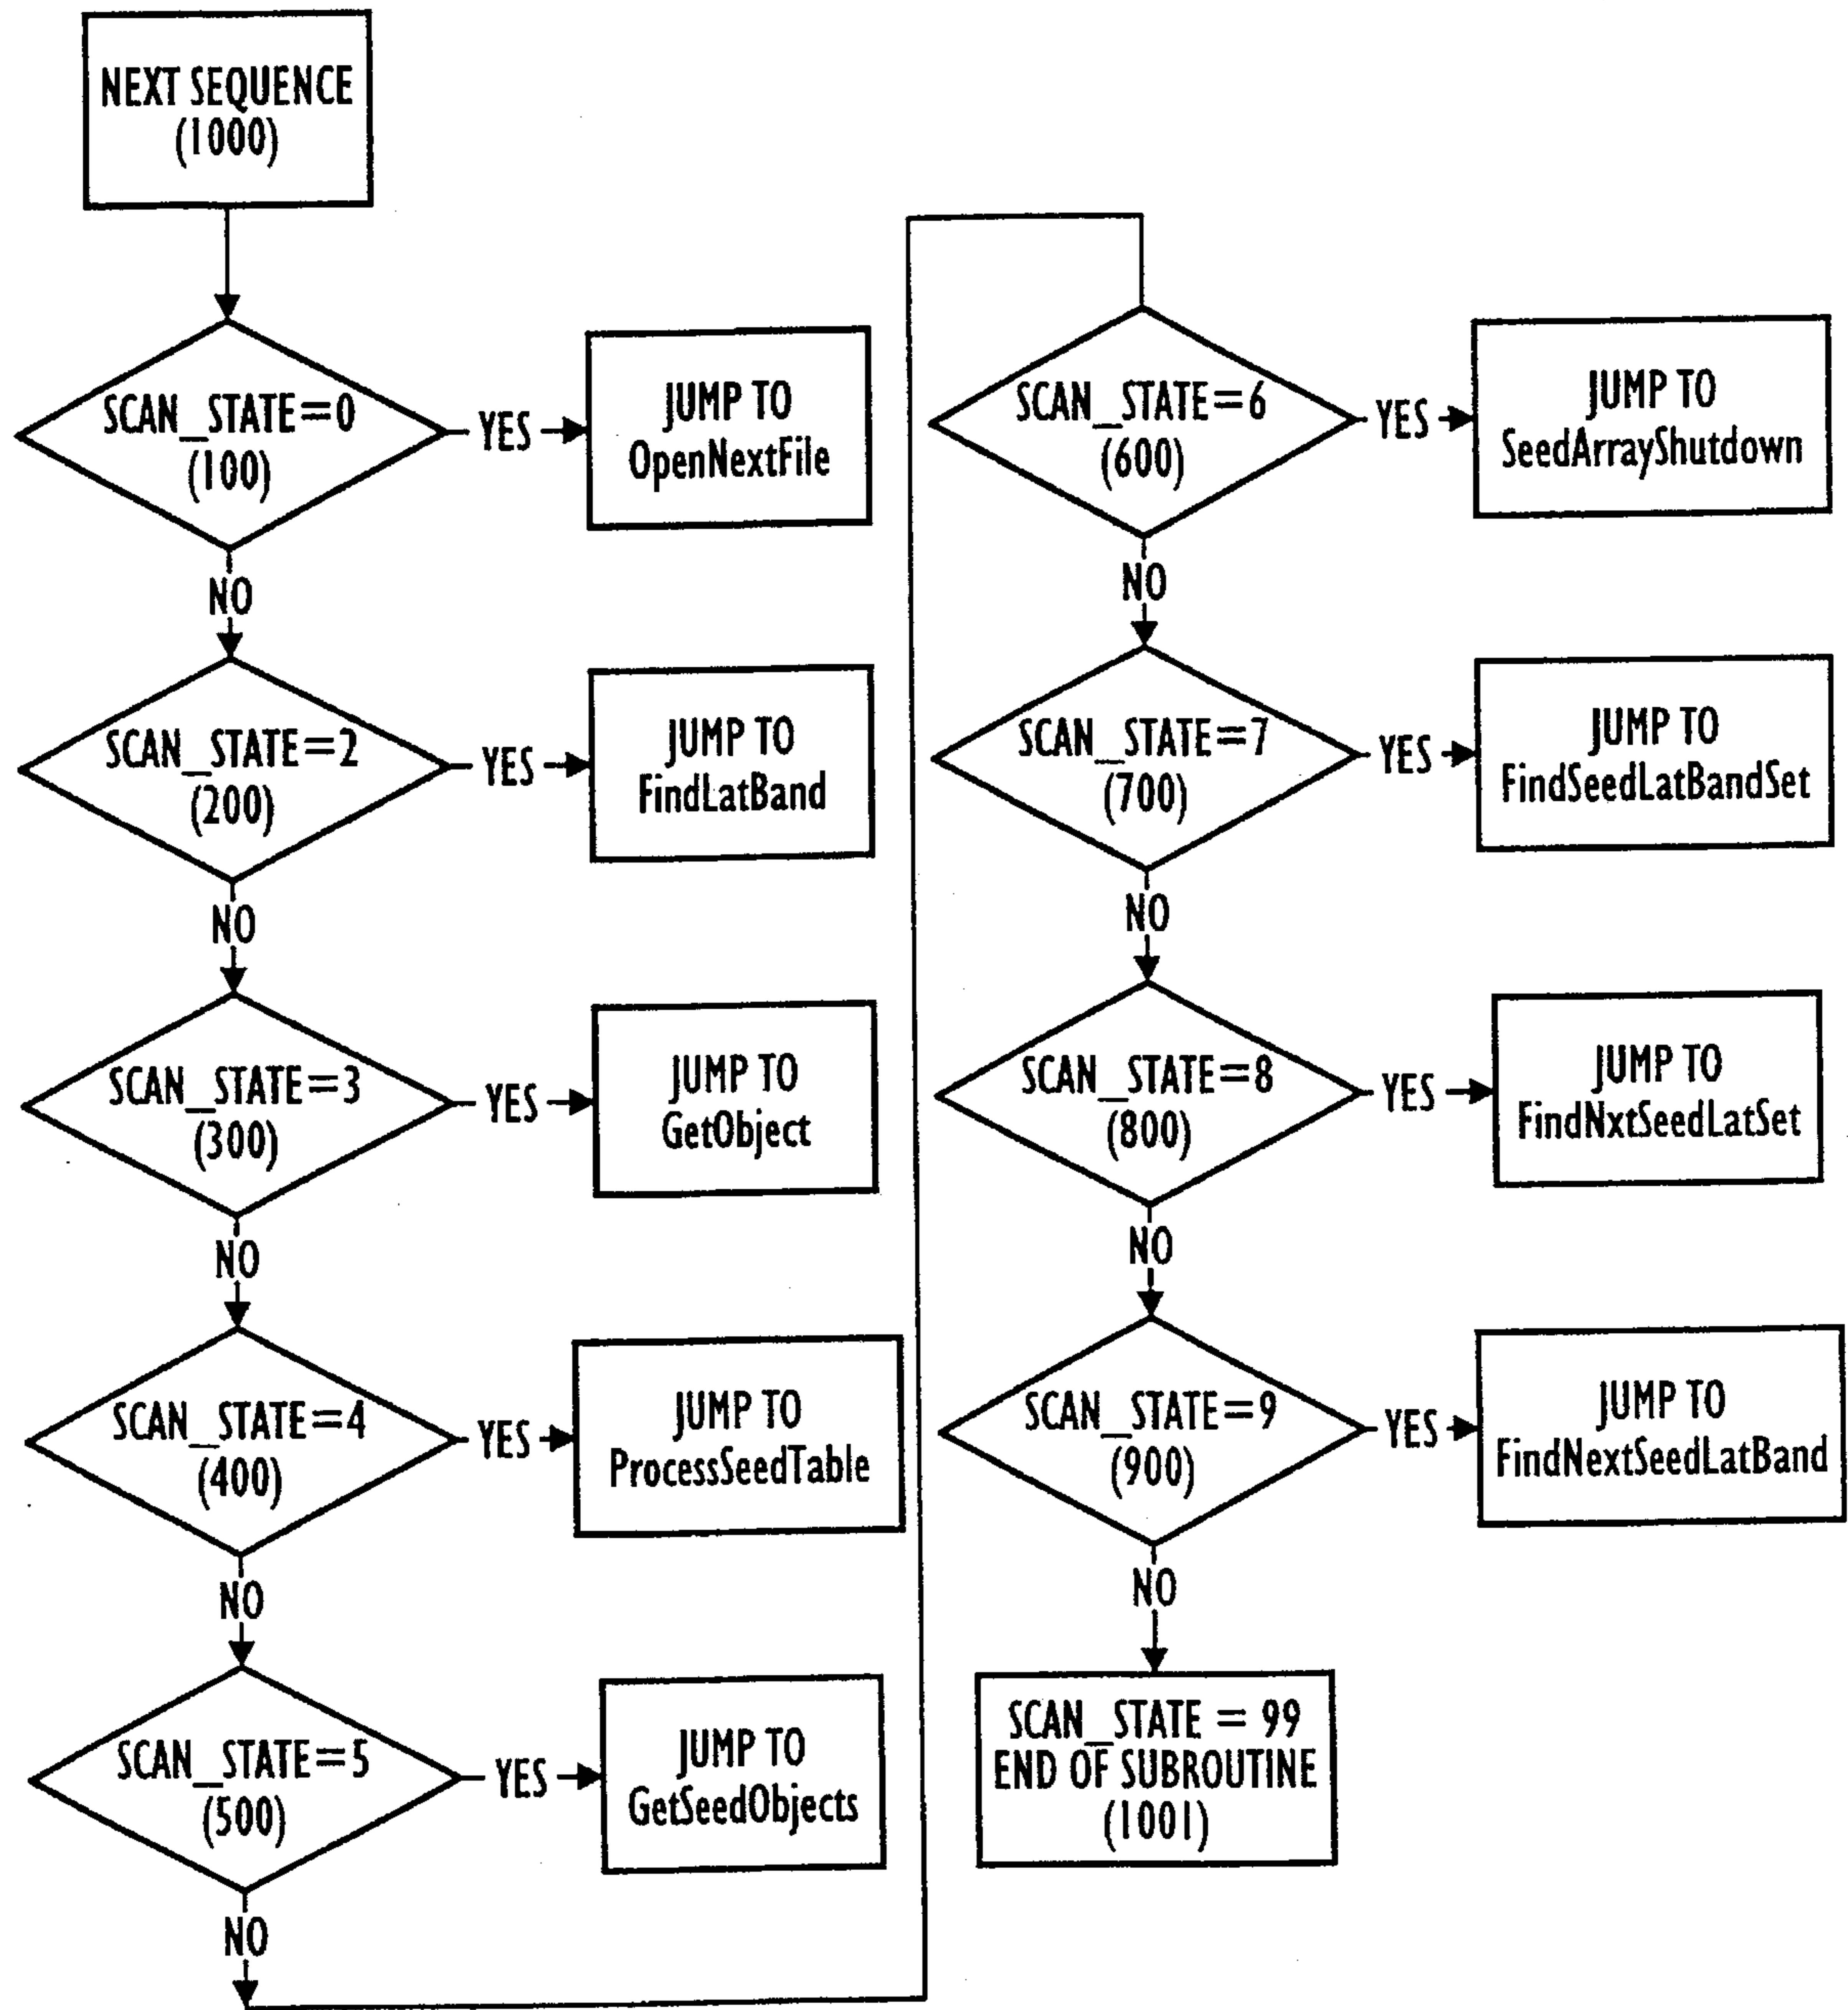 NEXT SEQUENCE
(1000)
SCAN_STATE=0
(100)
YES
JUMP TO
OpenNextFile
NO
SCAN_STATE=2
(200)
YES
JUMP TO
FindLatBand
NO
SCAN_STATE=3
(300)
YES
JUMP TO
GetObject
NO
SCAN_STATE=4
(400)
YES
JUMP TO
ProcessSeedTable
NO
SCAN_STATE=5
(500)
YES
JUMP TO
GetSeedObjects
NO
SCAN_STATE=6
(600)
YES
JUMP TO
SeedArrayShutdown
NO
SCAN_STATE=7
(700)
YES
JUMP TO
FindSeedLatBandSet
NO
SCAN_STATE=8
(800)
YES
JUMP TO
FindNxtSeedLatSet
NO
SCAN_STATE=9
(900)
YES
JUMP TO
FindNextSeedLatBand
NO
SCAN_STATE = 99
END OF SUBROUTINE
(1001)